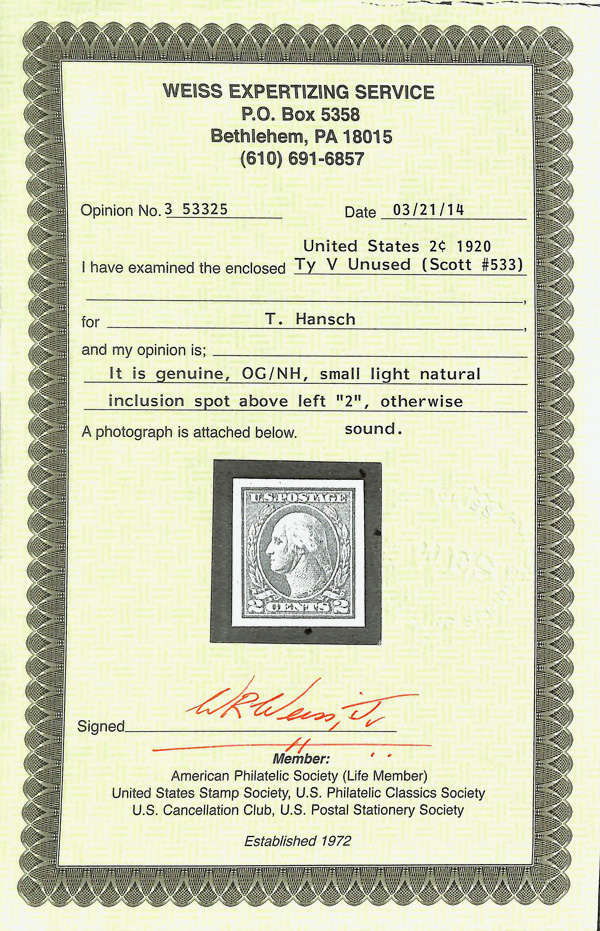 WEISS EXPERTIZING SERVICE
P.O. Box 5358
Bethlehem, PA 18015
(610) 691-6857
Opinion No. 3 53325 Date 03/21/14
United States 2¢ 1920
I have examined the enclosed Ty V Unused (Scott #533)
,
for T. Hansch,
and my opinion is;
It is genuine, OG/NH, small light natural
inclusion spot above left "2", otherwise
A photograph is attached below. sound.
U.S. POSTAGE
2 CENTS 2
Signed W R Weiss, Jr
Member:
American Philatelic Society (Life Member)
United States Stamp Society, U.S. Philatelic Classics Society
U.S. Cancellation Club, U.S. Postal Stationery Society
Established 1972